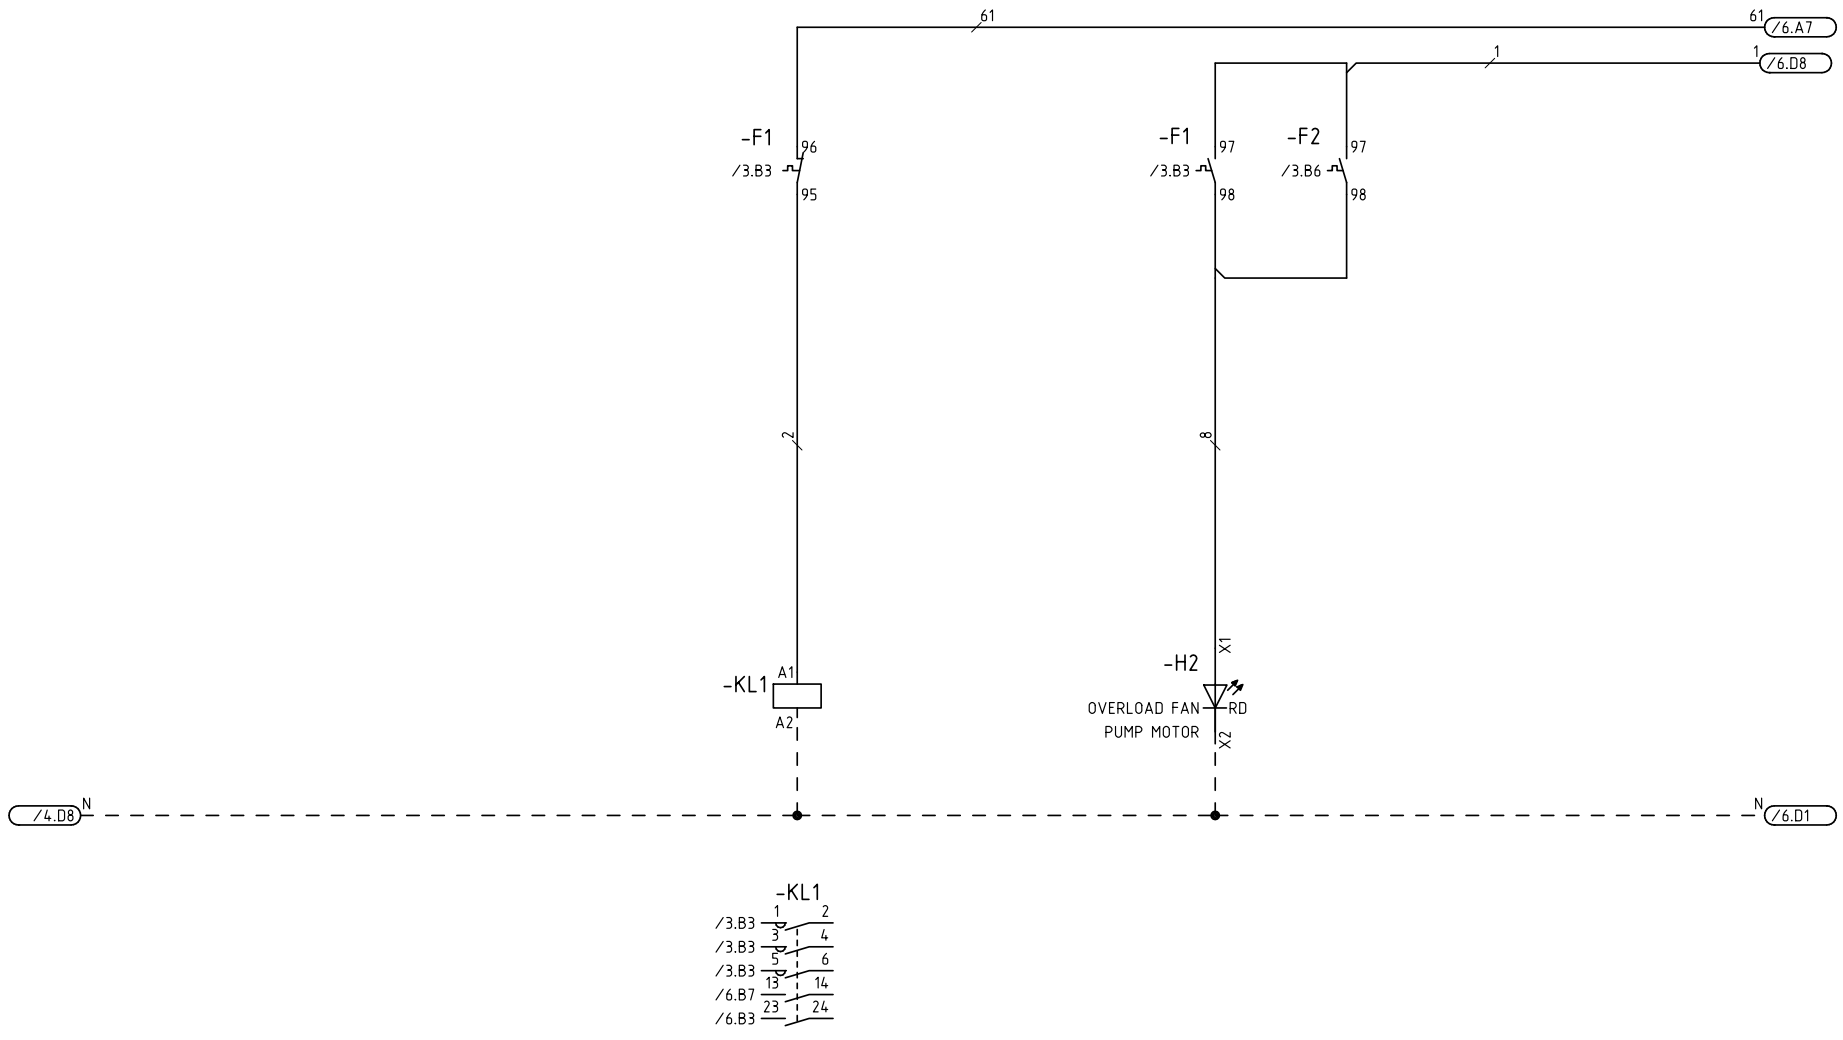 61
61
/6.A7
1
1
/6.D8
-F1
96
/3.B3
95
-F1
97
/3.B3
98
-F2
97
/3.B6
98
2
8
-KL1
A1
A2
-H2
X1
OVERLOAD FAN
PUMP MOTOR
RD
X2
/4.D8
N
N
/6.D1
-KL1
/3.B3 1 2
/3.B3 3 4
/3.B3 5 6
/6.B7 13 14
/6.B3 23 24